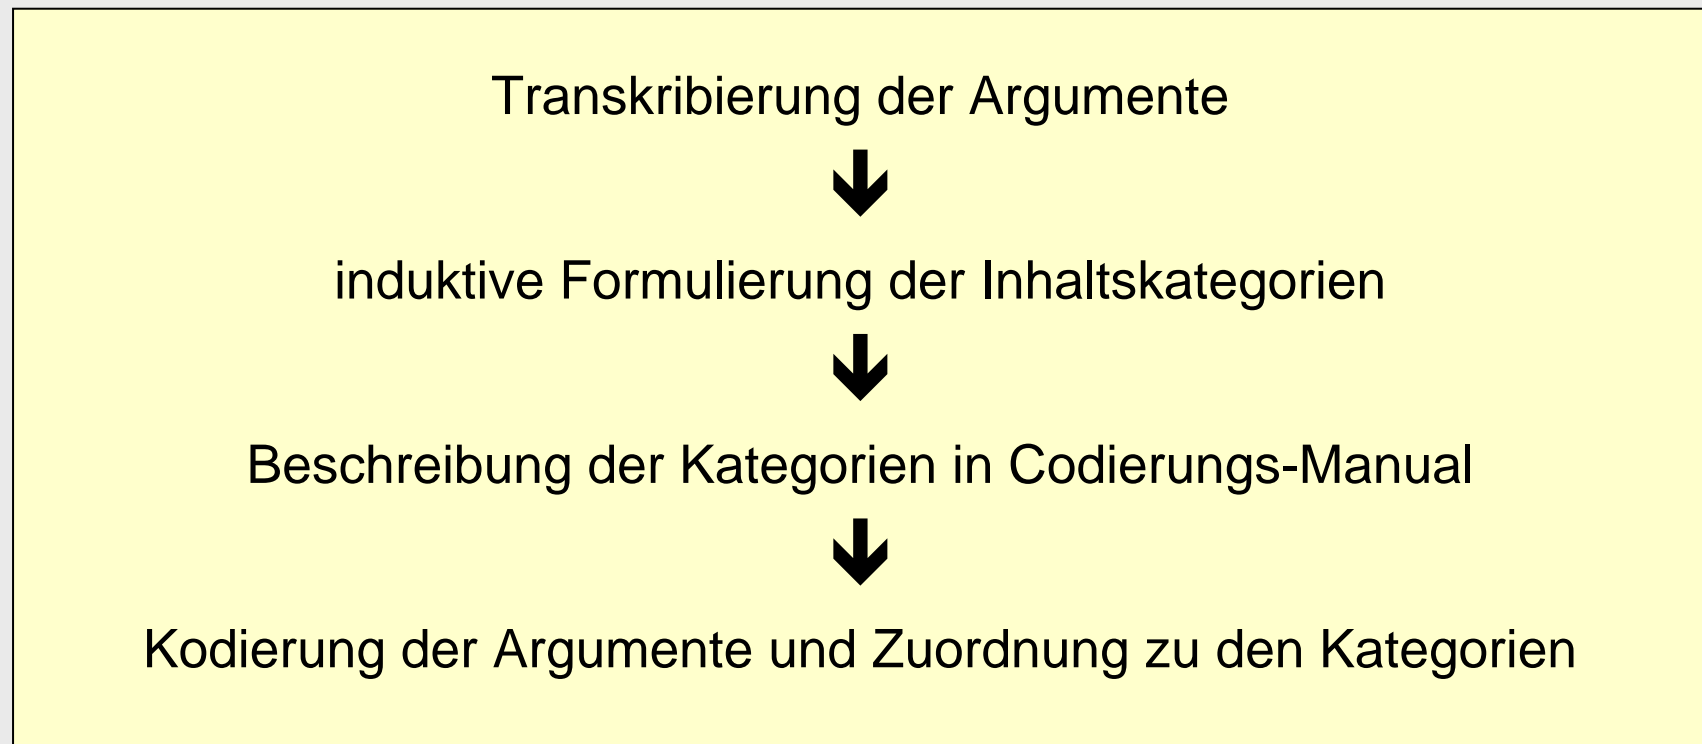 Transkribierung der Argumente
induktive Formulierung der Inhaltskategorien
Beschreibung der Kategorien in Codierungs-Manual
Kodierung der Argumente und Zuordnung zu den Kategorien